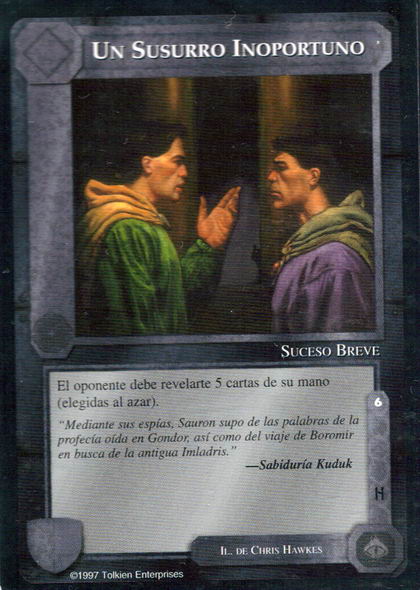 Un Susurro Inoportuno
Suceso Breve
El oponente debe revelarte 5 cartas de su mano
(elegidas al azar).
"Mediante sus espías, Sauron supo de las palabras de la
profecía oída en Gondor, así como del viaje de Boromir
en busca de la antigua Imladris."
—Sabiduría Kuduk
6
Il. de Chris Hawkes
©1997 Tolkien Enterprises